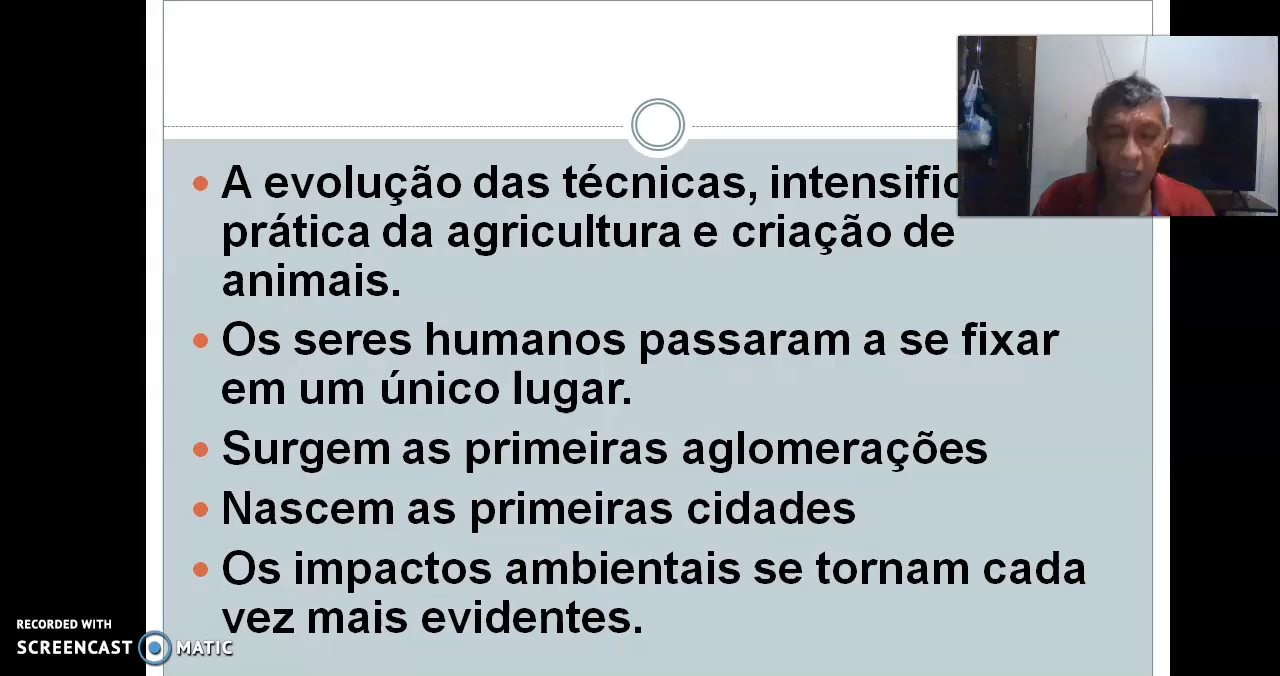 A evolução das técnicas,
prática da agricultura e criação de
animais.
Os seres humanos passaram a se fixar
em um único lugar.
Surgem as primeiras aglomerações
Nascem as primeiras cidades
Os impactos ambientais se tornam cada
vez mais evidentes.
RECORDED WITH
SCREENCAST MATIC